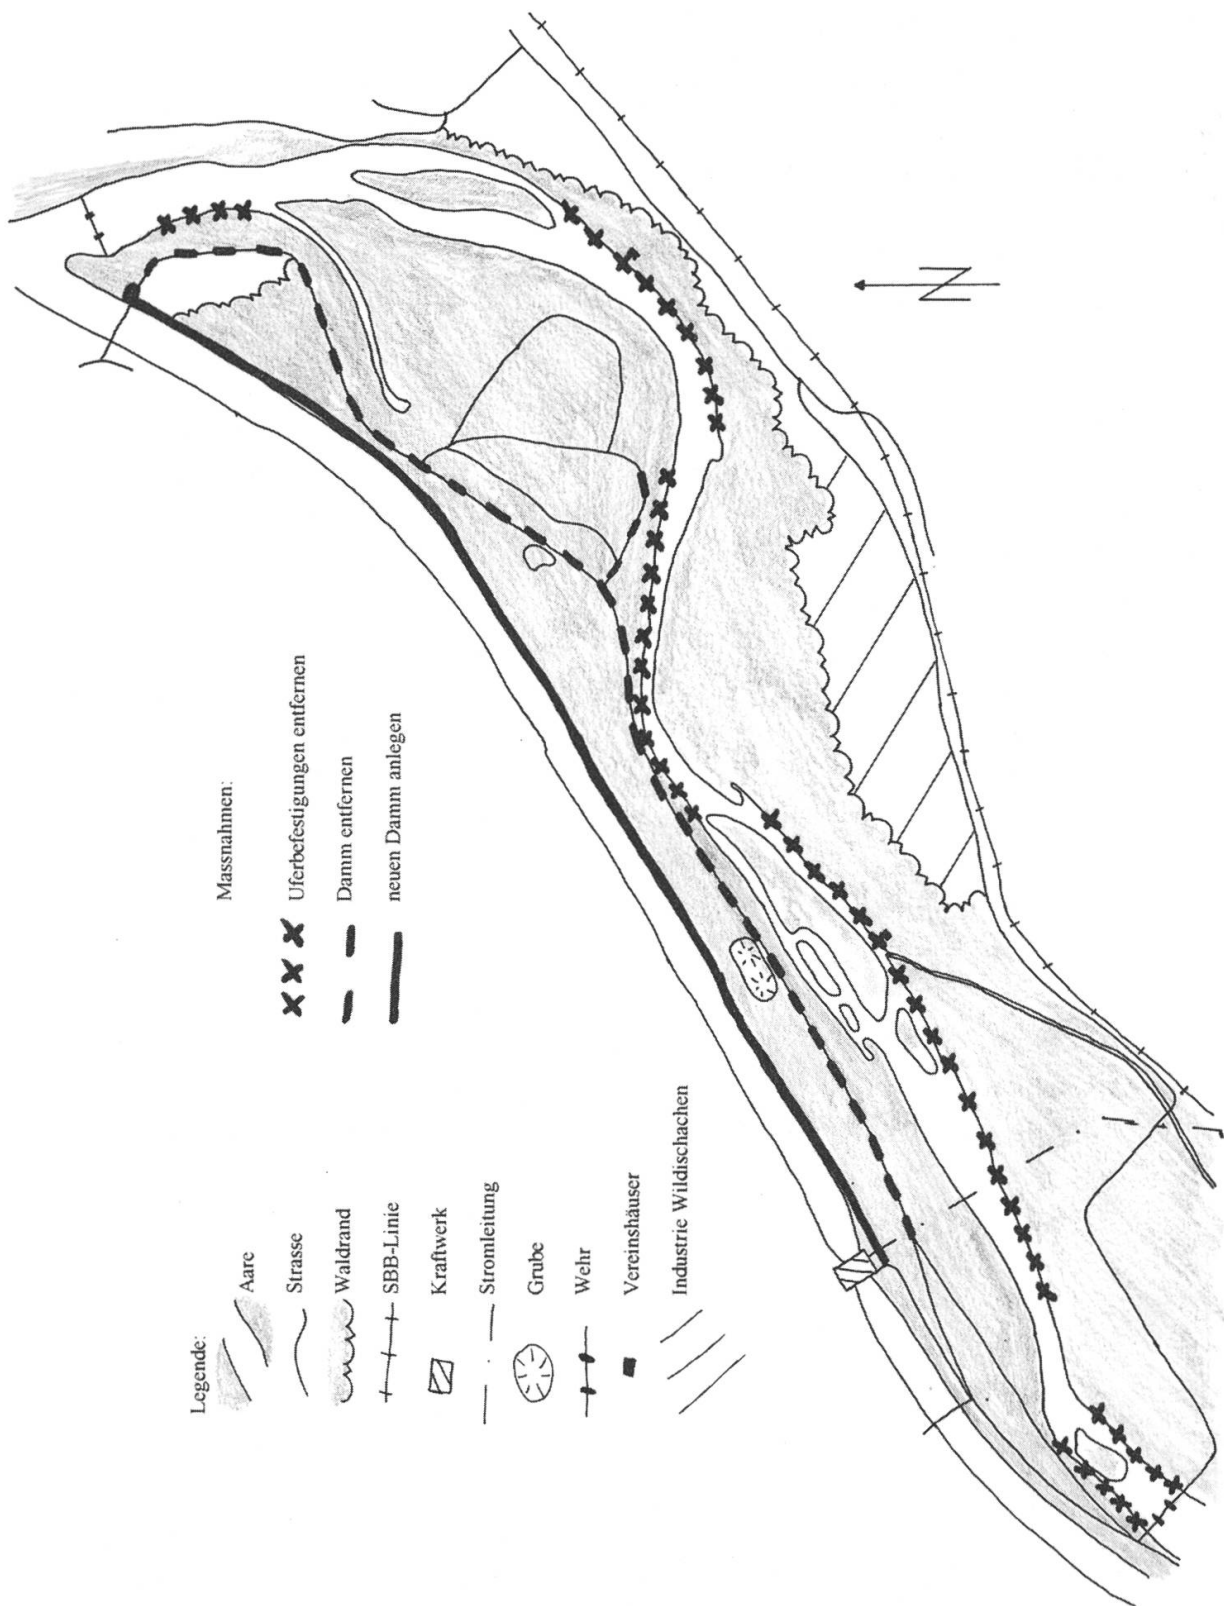 Legende:
Aare
Strasse
Waldrand
SBB-Linie
Kraftwerk
Stromleitung
Grube
Wehr
Vereinshäuser
Industrie Wildischachen
Massnahmen:
Uferbefestigungen entfernen
Damm entfernen
neuen Damm anlegen
N